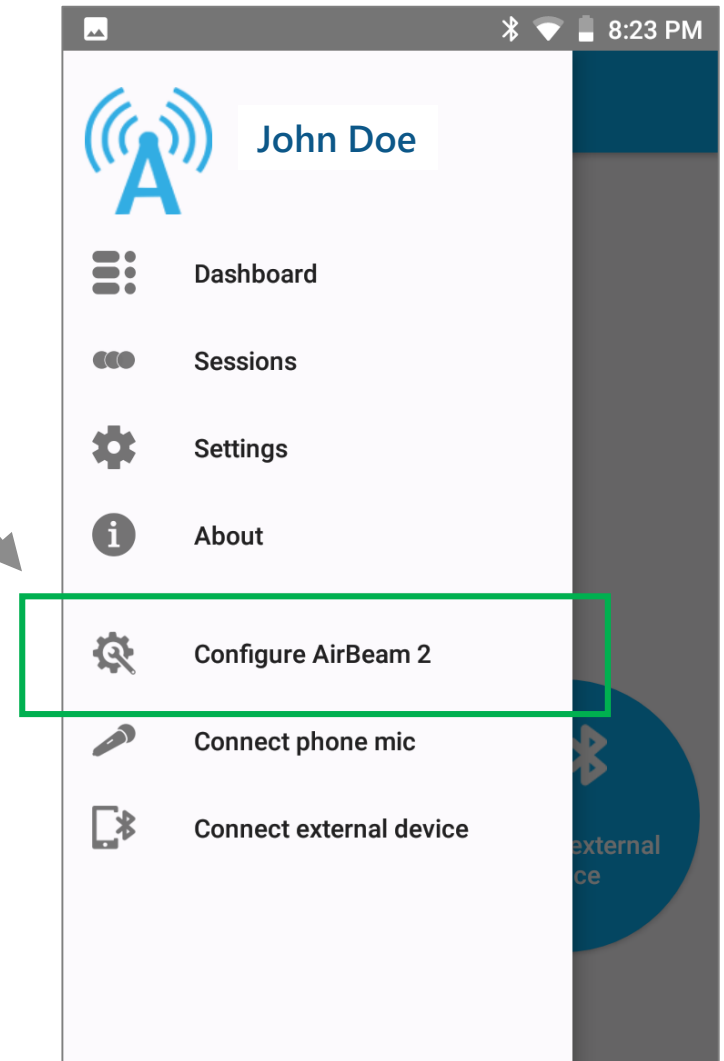 8:23 PM
John Doe
Dashboard
Sessions
Settings
About
Configure AirBeam 2
Connect phone mic
Connect external device
external
ce